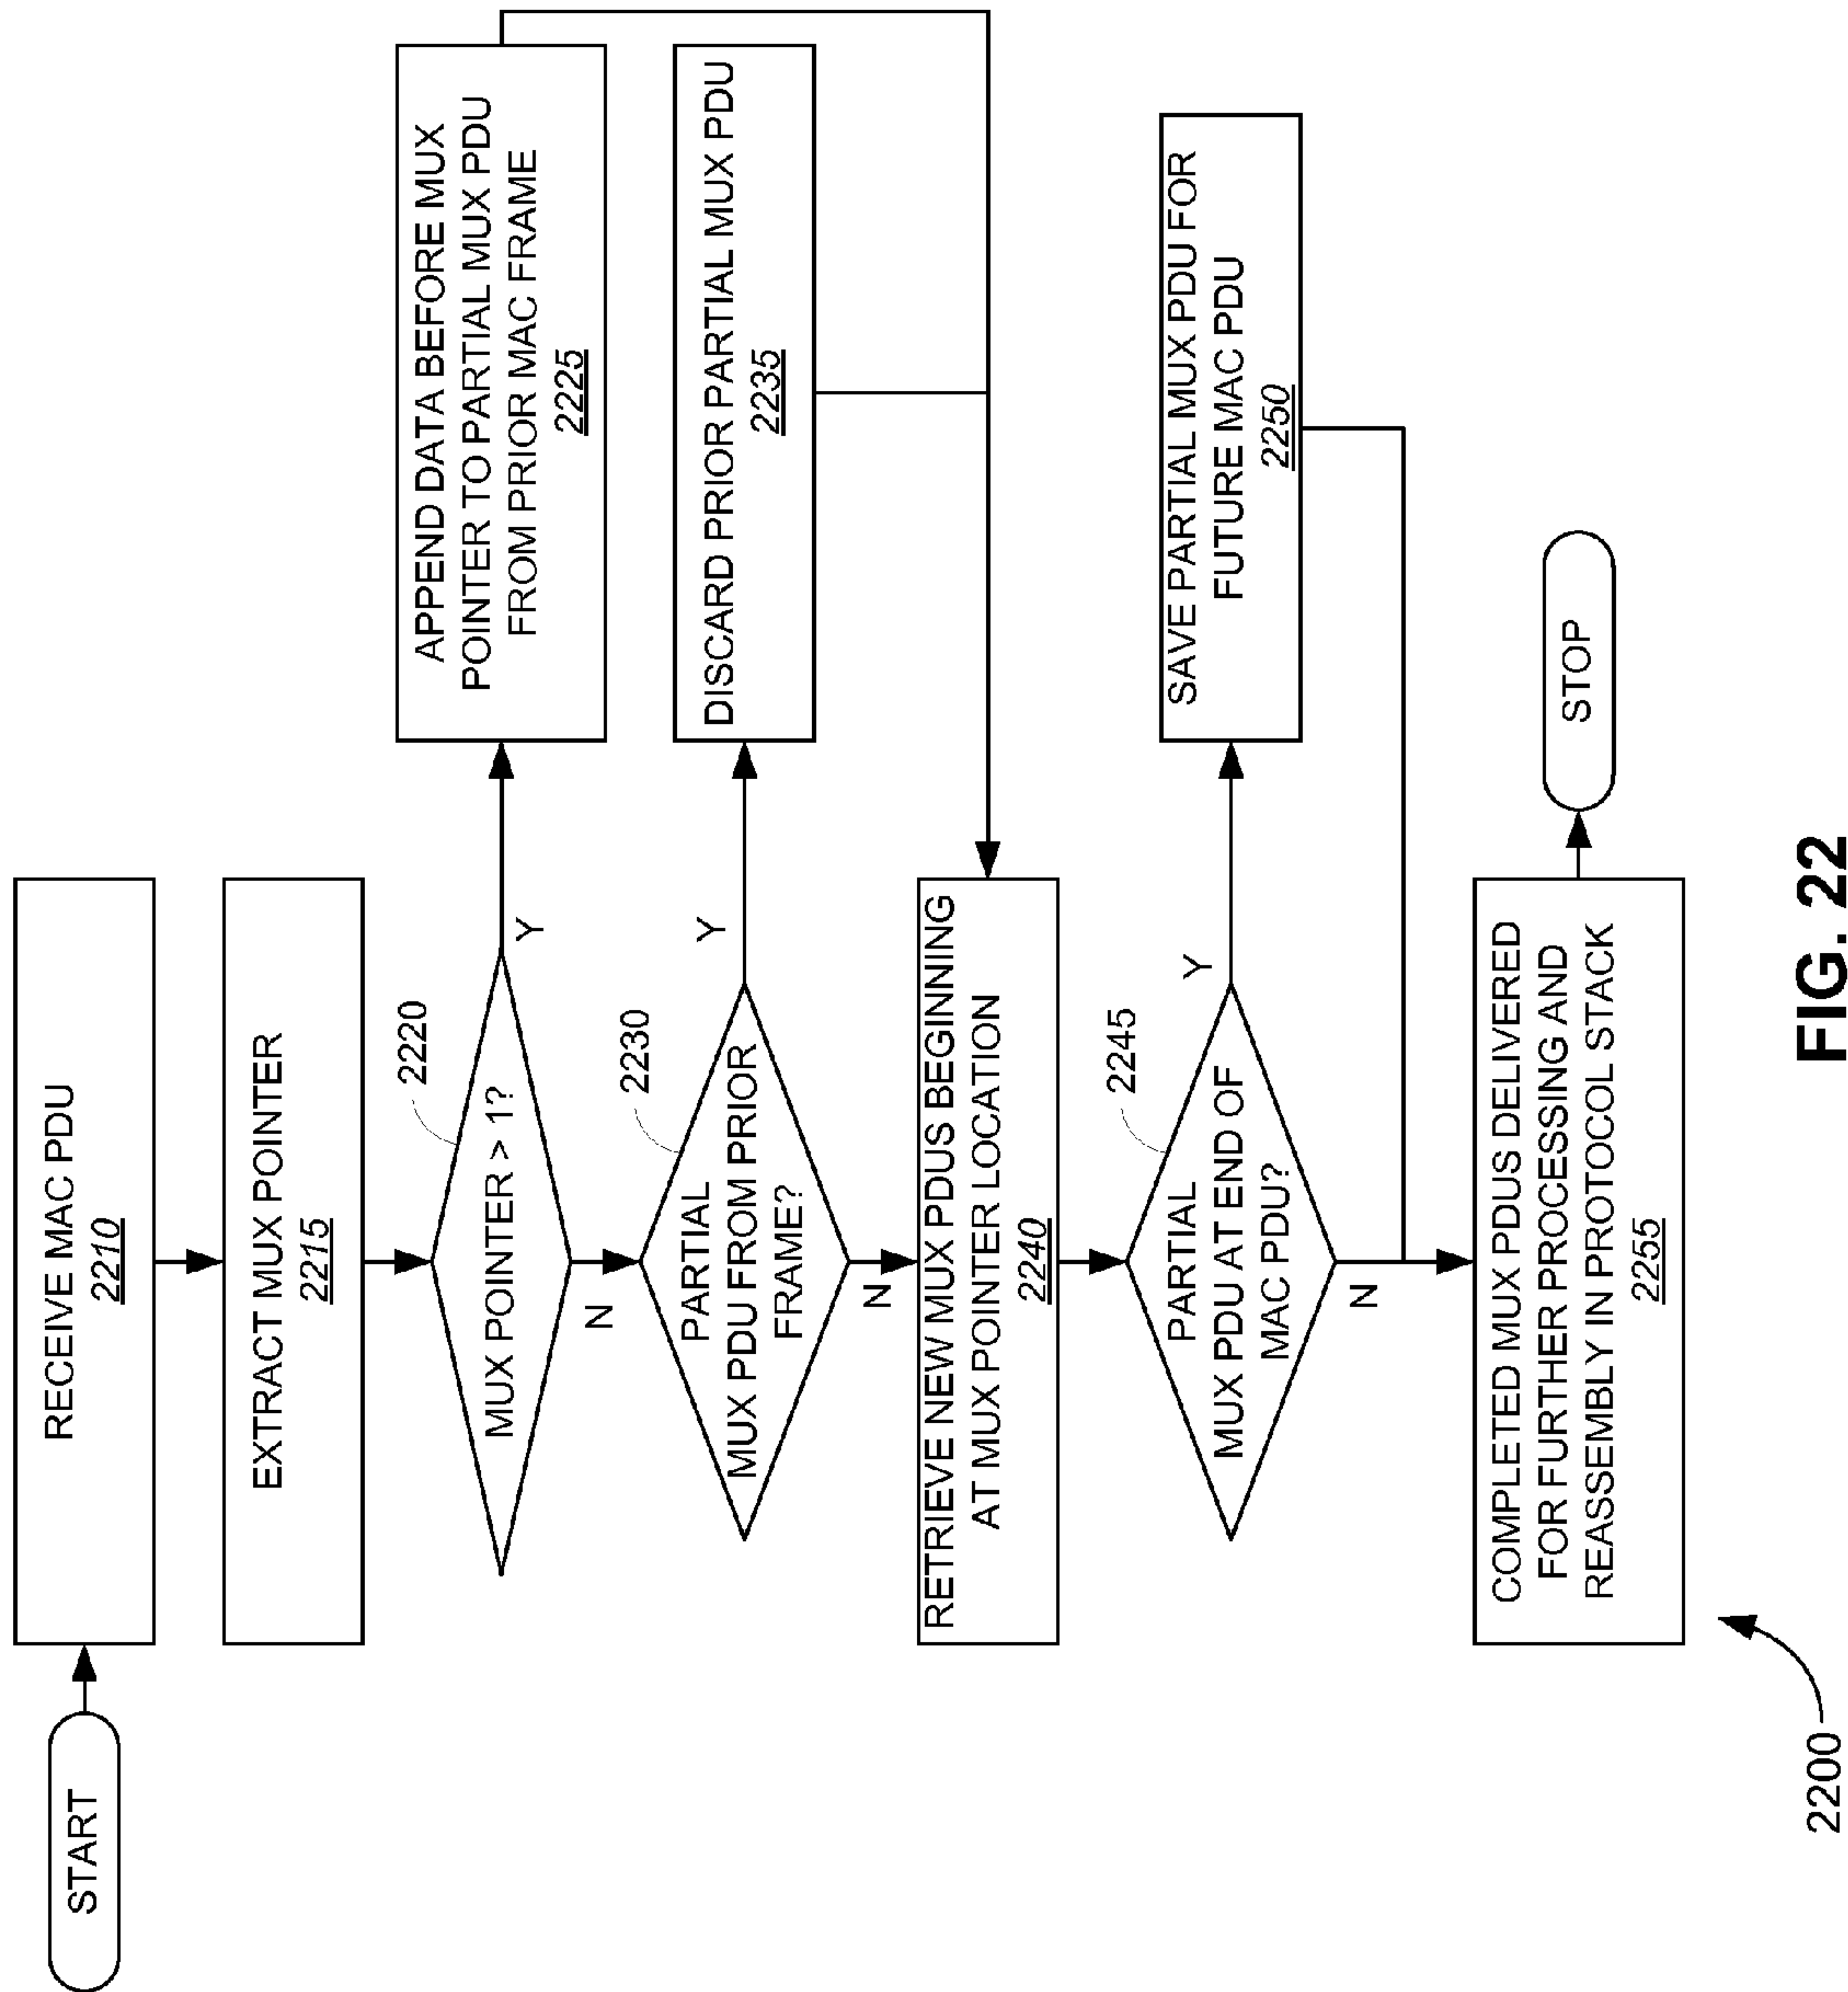 START
RECEIVE MAC PDU
2210
EXTRACT MUX POINTER
2215
2220
MUX POINTER > 1?
Y
N
APPEND DATA BEFORE MUX
POINTER TO PARTIAL MUX PDU
FROM PRIOR MAC FRAME
2225
2230
PARTIAL
MUX PDU FROM PRIOR
FRAME?
Y
N
DISCARD PRIOR PARTIAL MUX PDU
2235
RETRIEVE NEW MUX PDUS BEGINNING
AT MUX POINTER LOCATION
2240
2245
PARTIAL
MUX PDU AT END OF
MAC PDU?
Y
N
SAVE PARTIAL MUX PDU FOR
FUTURE MAC PDU
2250
COMPLETED MUX PDUS DELIVERED
FOR FURTHER PROCESSING AND
REASSEMBLY IN PROTOCOL STACK
2255
STOP
2200
FIG. 22